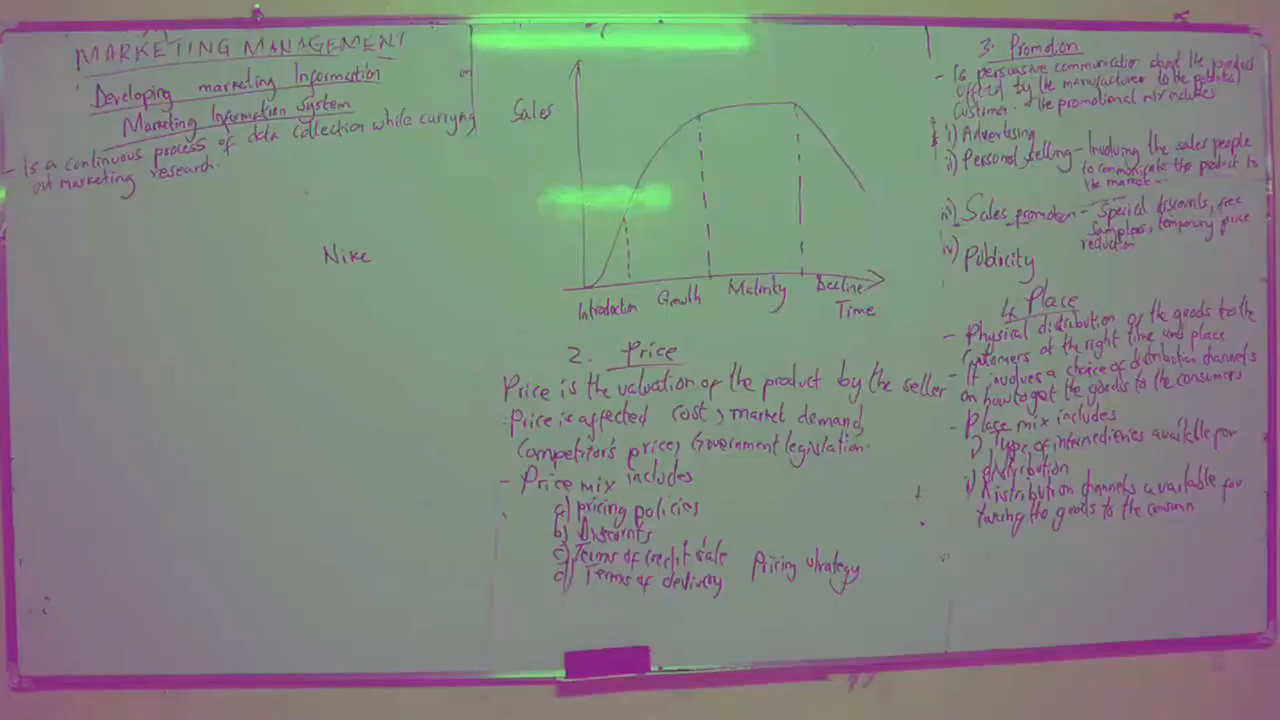 MARKETING MANAGEMENT
Developing marketing Information or
Marketing Information System
- Is a continuous process of data collection while carrying
out marketing research.
Nike
Sales
Introduction Growth Maturity Decline
Time
2. Price
Price is the valuation of the product by the seller
Price is affected cost, market demand,
Competitor's price, Government legislation.
- Price mix includes
a) pricing policies
b) Discounts
c) Terms of credit sale Pricing strategy
d) Terms of delivery
3. Promotion
- Is persuasive communication about the product
offered by the manufacturer to the potential
customer. The promotional mix includes
i) Advertising
ii) Personal selling - Involving the sales people
to communicate the product to
the market -
iii) Sales promotion - Special discounts, free
samples, temporary price
reduction
iv) Publicity
4. Place
- Physical distribution of the goods to the
customers at the right time and place
- It involves a choice of distribution channels
on how to get the goods to the consumers
- Place mix includes
i) Type of intermediaries available for
distribution
i) Distribution channels available for
taking the goods to the